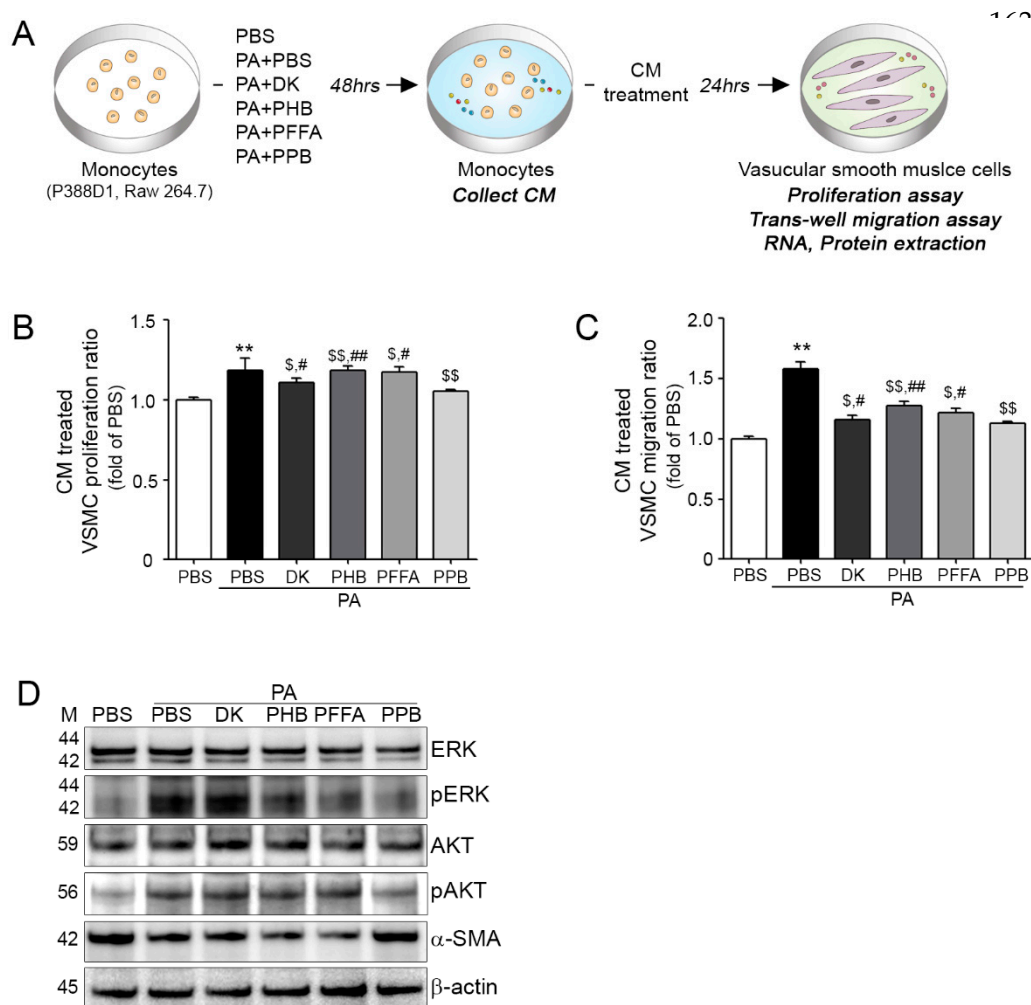 163
A
PBS
PA+PBS
PA+DK
PA+PHB
PA+PFFA
PA+PPB
48hrs
CM
treatment
24hrs
Monocytes
(P388D1, Raw 264.7)
Monocytes
Collect CM
Vasucular smooth muslce cells
Proliferation assay
Trans-well migration assay
RNA, Protein extraction
B
CM treated
VSMC proliferation ratio
(fold of PBS)
1.5
1.0
0.5
0
**
$,#
$$,##
$,#
$$
PBS PBS DK PHB PFFA PPB
PA
C
CM treated
VSMC migration ratio
(fold of PBS)
2.0
1.5
1.0
0.5
0
**
$,#
$$,##
$,#
$$
PBS PBS DK PHB PFFA PPB
PA
D
PA
M PBS PBS DK PHB PFFA PPB
44
42 ERK
44
42 pERK
59 AKT
56 pAKT
42 α-SMA
45 β-actin